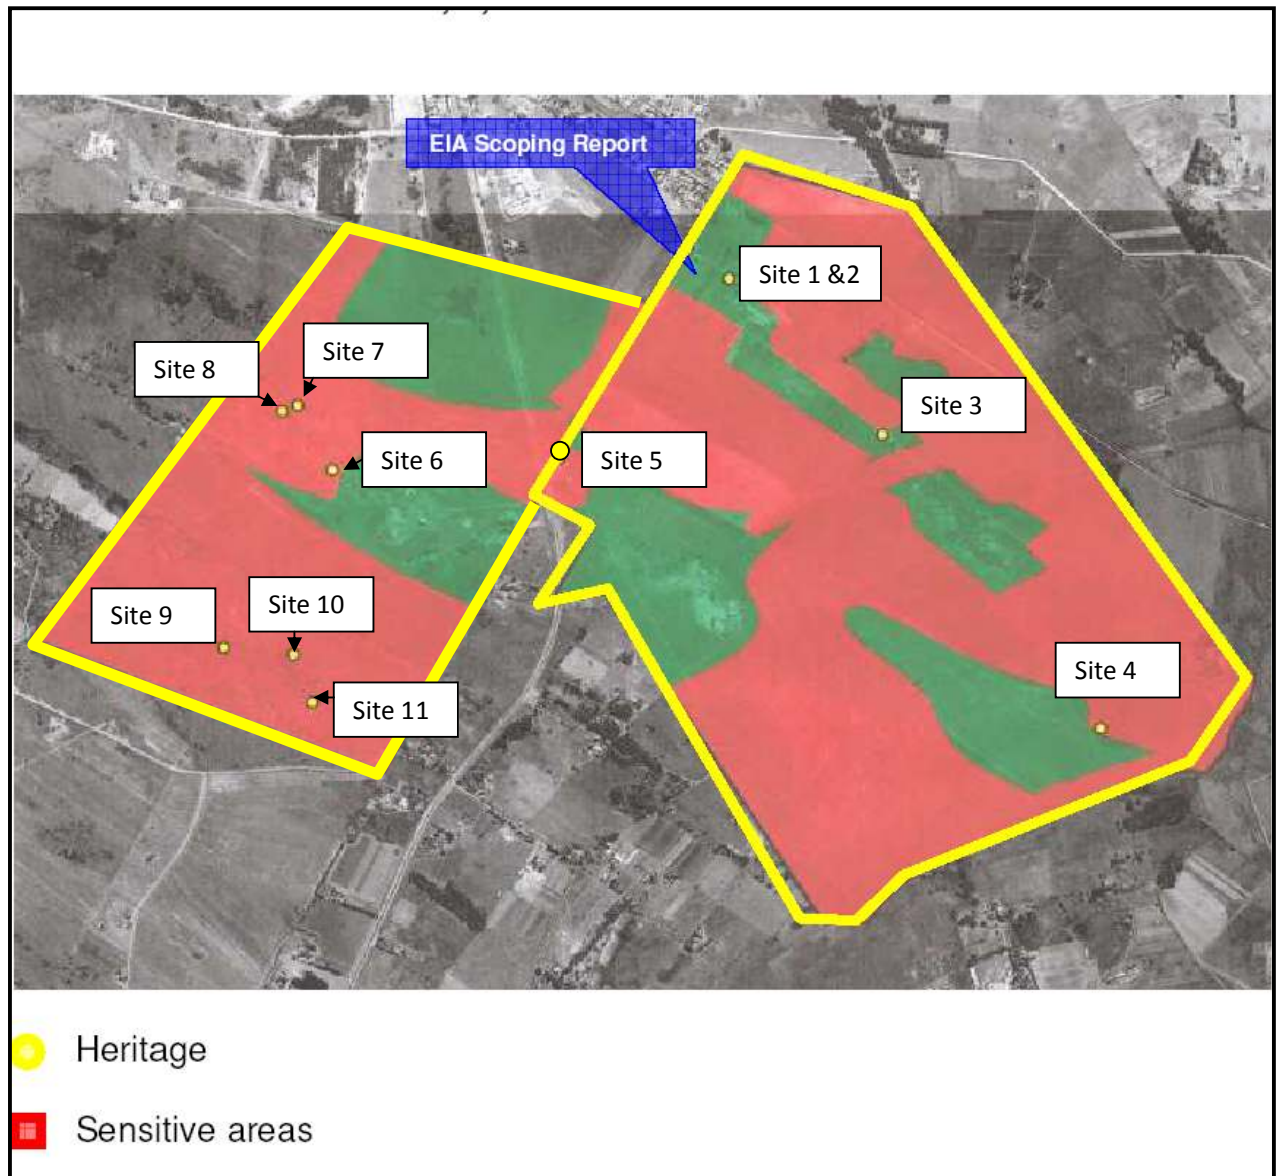 EIA Scoping Report
Site 1 &2
Site 7
Site 8
Site 3
Site 6
Site 5
Site 10
Site 9
Site 4
Site 11
Heritage
Sensitive areas